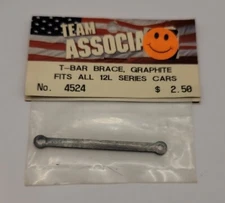 TEAM
ASSOCIA
T-BAR BRACE, GRAPHITE
FITS ALL 12L SERIES CARS
No. 4524 $ 2.50